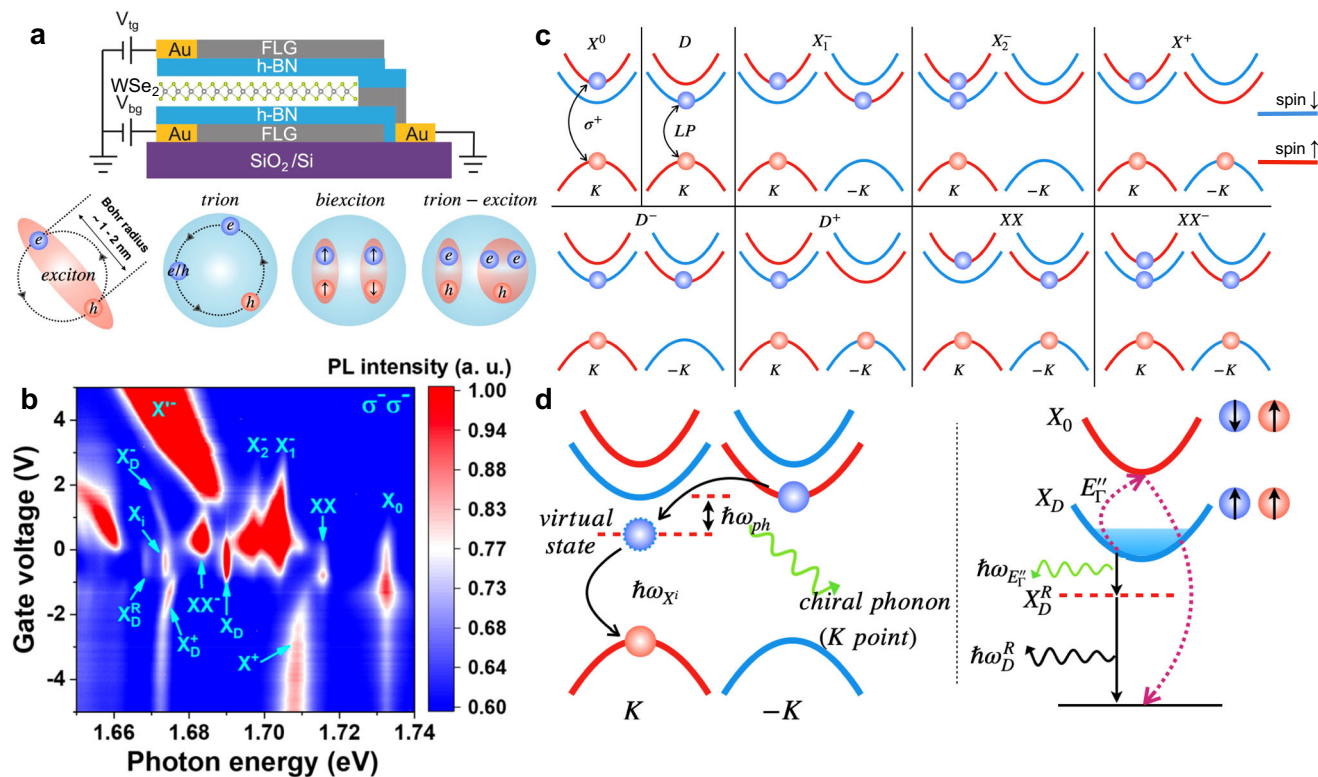 a
V_tg
Au
FLG
h-BN
WSe₂
V_bg
h-BN
Au
FLG
Au
SiO₂/Si
Bohr radius
~ 1 - 2 nm
e
exciton
h
trion
e
e/h
h
biexciton
↑ ↑
↑ ↓
trion − exciton
e e e
h h
b
PL intensity (a. u.)
X'⁻
σ⁻σ⁻
X₂⁻ X₁⁻
X_D⁻
XX
X₀
X_i
X_D^R
XX⁻
X_D
X_D⁺
X⁺
4
2
0
-2
-4
Gate voltage (V)
1.66 1.68 1.70 1.72 1.74
Photon energy (eV)
1.00
0.94
0.88
0.83
0.77
0.71
0.66
0.60
c
X⁰ D X₁⁻ X₂⁻ X⁺
σ⁺ LP
spin ↓
spin ↑
K K K −K K −K K −K
D⁻ D⁺ XX XX⁻
K −K K −K K −K K −K
d
virtual
state
ℏω_ph
ℏω_Xⁱ
chiral phonon
(K point)
K −K
X₀
↓ ↑
E''_Γ
X_D
↑ ↑
ℏω_E''_Γ
X_D^R
ℏω_D^R